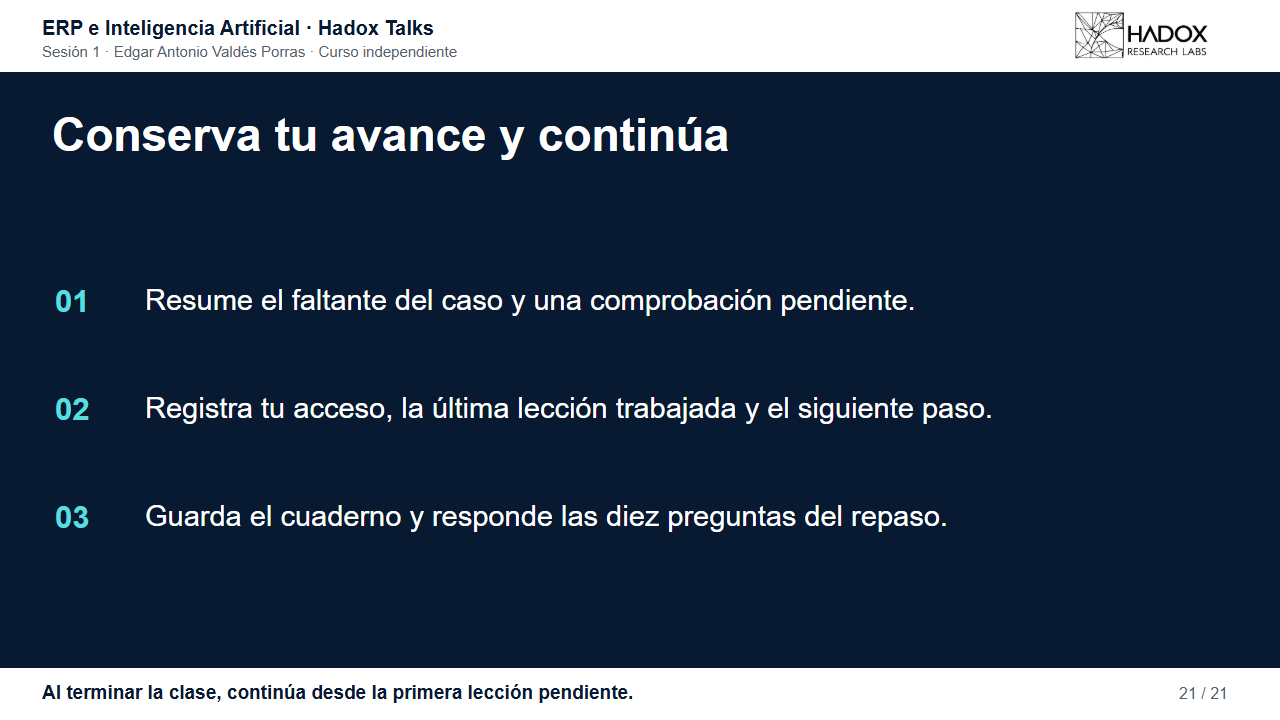 ERP e Inteligencia Artificial · Hadox Talks
Sesión 1 · Edgar Antonio Valdés Porras · Curso independiente
HADOX
RESEARCH LABS
Conserva tu avance y continúa
01 Resume el faltante del caso y una comprobación pendiente.
02 Registra tu acceso, la última lección trabajada y el siguiente paso.
03 Guarda el cuaderno y responde las diez preguntas del repaso.
Al terminar la clase, continúa desde la primera lección pendiente.
21 / 21